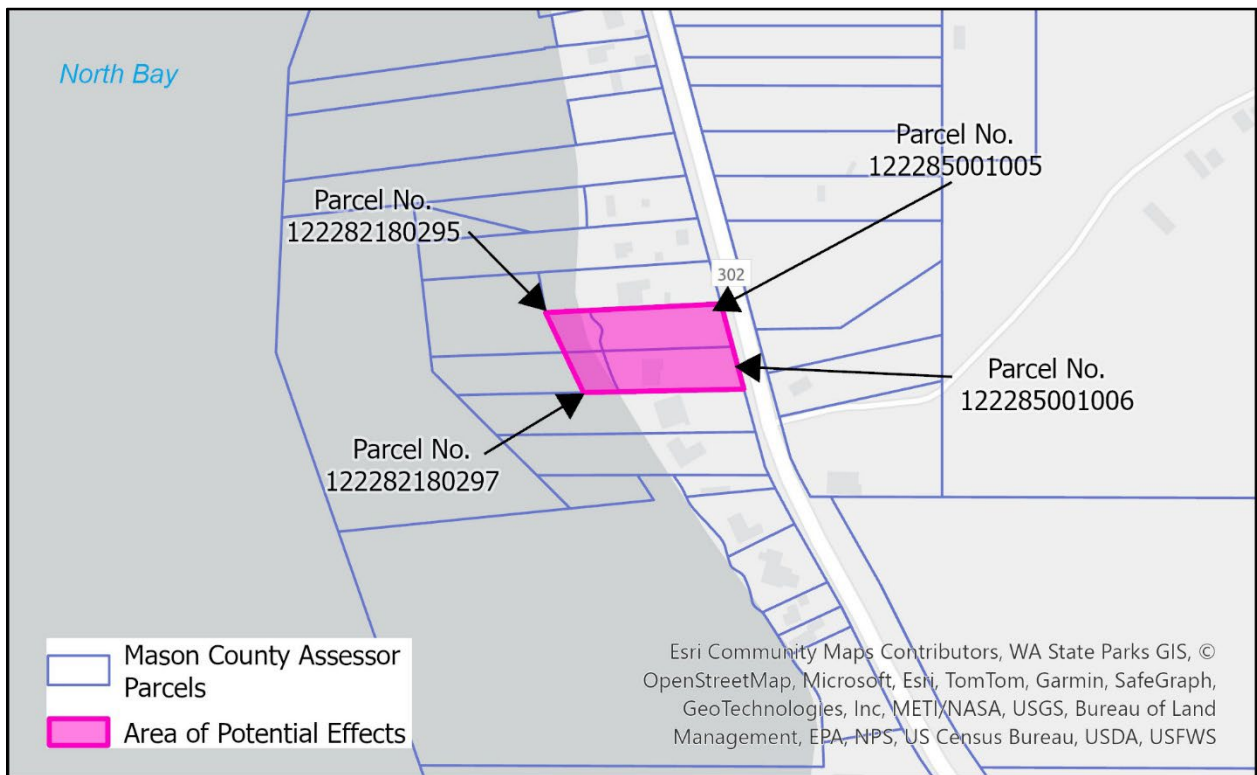 North Bay
Parcel No.
122285001005
Parcel No.
122282180295
302
Parcel No.
122285001006
Parcel No.
122282180297
Mason County Assessor
Parcels
Area of Potential Effects
Esri Community Maps Contributors, WA State Parks GIS, ©
OpenStreetMap, Microsoft, Esri, TomTom, Garmin, SafeGraph,
GeoTechnologies, Inc, METI/NASA, USGS, Bureau of Land
Management, EPA, NPS, US Census Bureau, USDA, USFWS